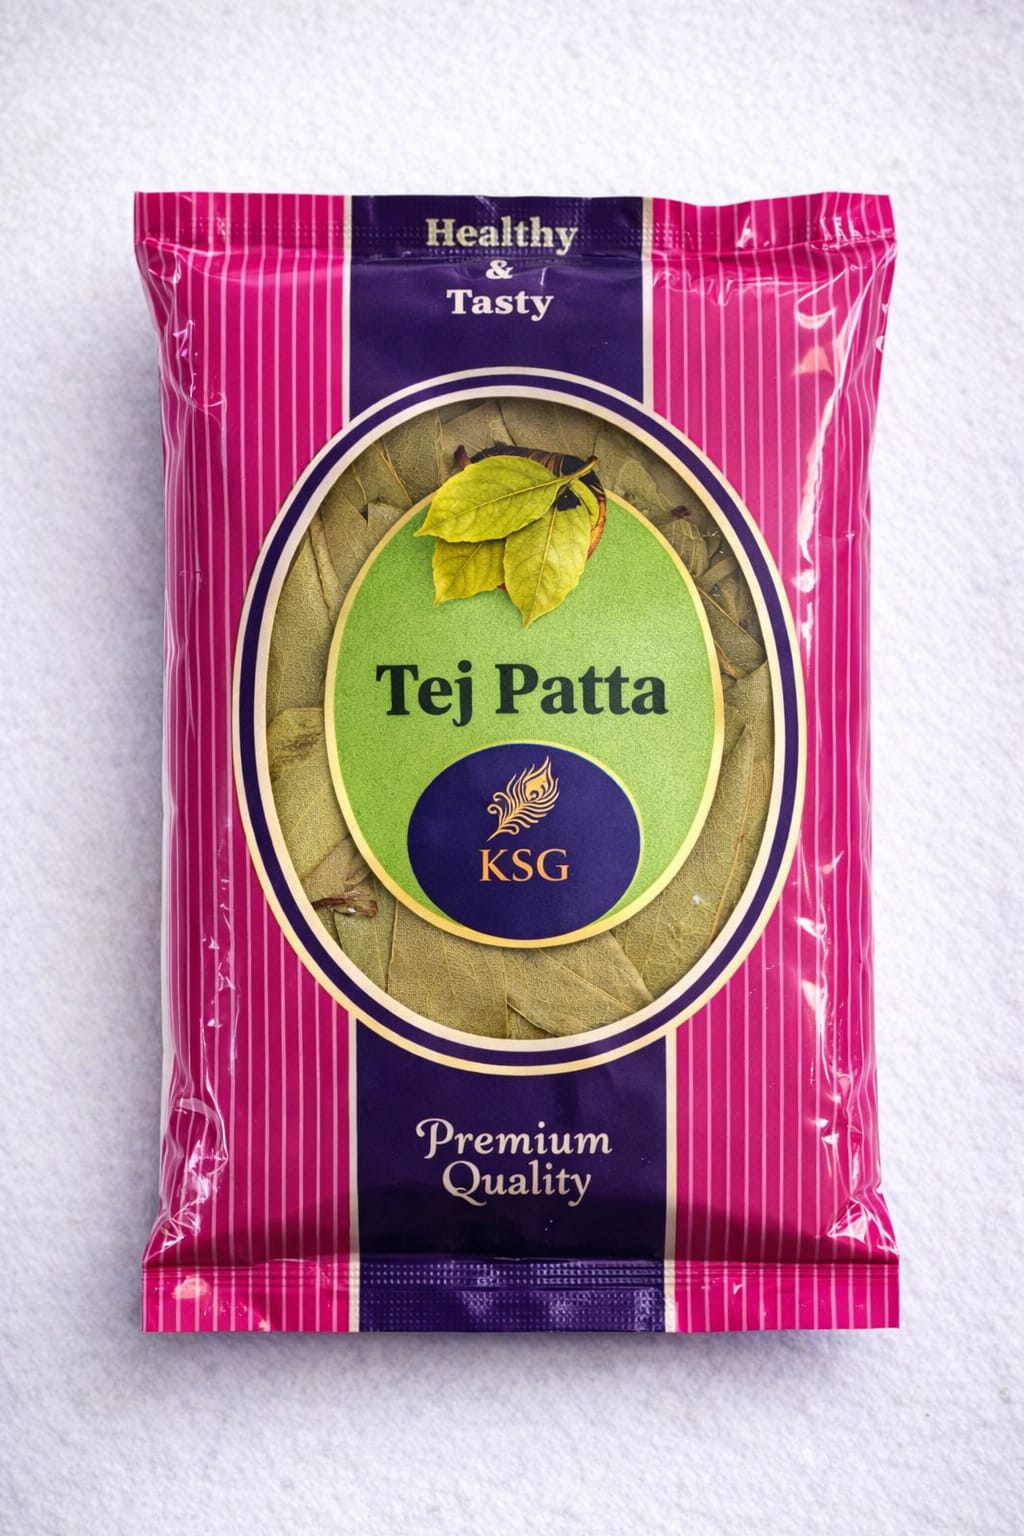 Healthy
&
Tasty
Tej Patta
KSG
Premium
Quality